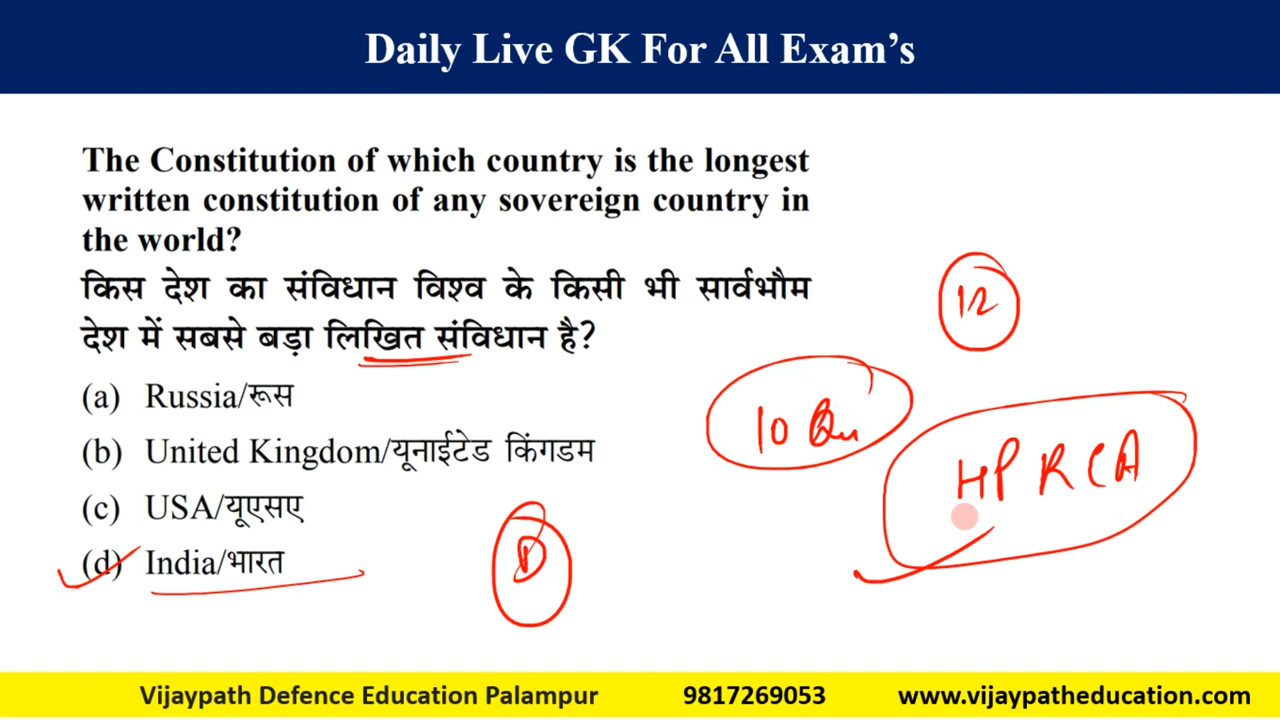 Daily Live GK For All Exam's
The Constitution of which country is the longest
written constitution of any sovereign country in
the world?
किस देश का संविधान विश्व के किसी भी सार्वभौम
देश में सबसे बड़ा लिखित संविधान है?
(a) Russia/रूस
(b) United Kingdom/यूनाईटेड किंगडम
(c) USA/यूएसए
(d) India/भारत
D
12
10 Qu
HPRCA
Vijaypath Defence Education Palampur 9817269053 www.vijaypatheducation.com